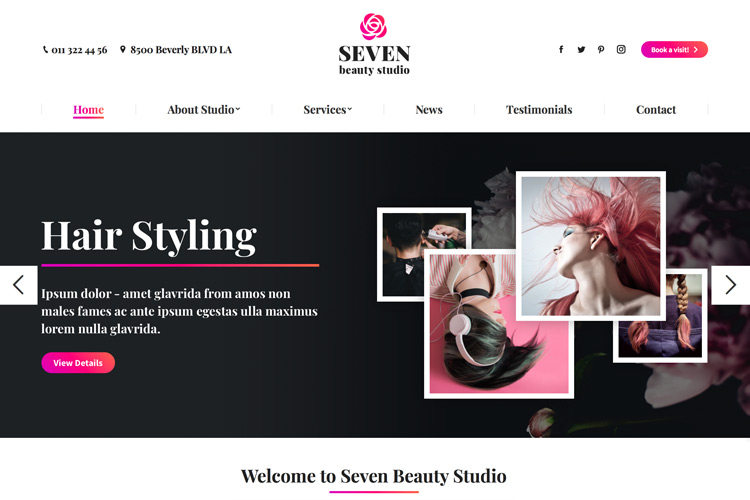 011 322 44 56
8500 Beverly BLVD LA
SEVEN
beauty studio
Book a visit!
Home
About Studio
Services
News
Testimonials
Contact
Hair Styling
Ipsum dolor - amet glavrida from amos non
males fames ac ante ipsum egestas ulla maximus
lorem nulla glavrida.
View Details
Welcome to Seven Beauty Studio